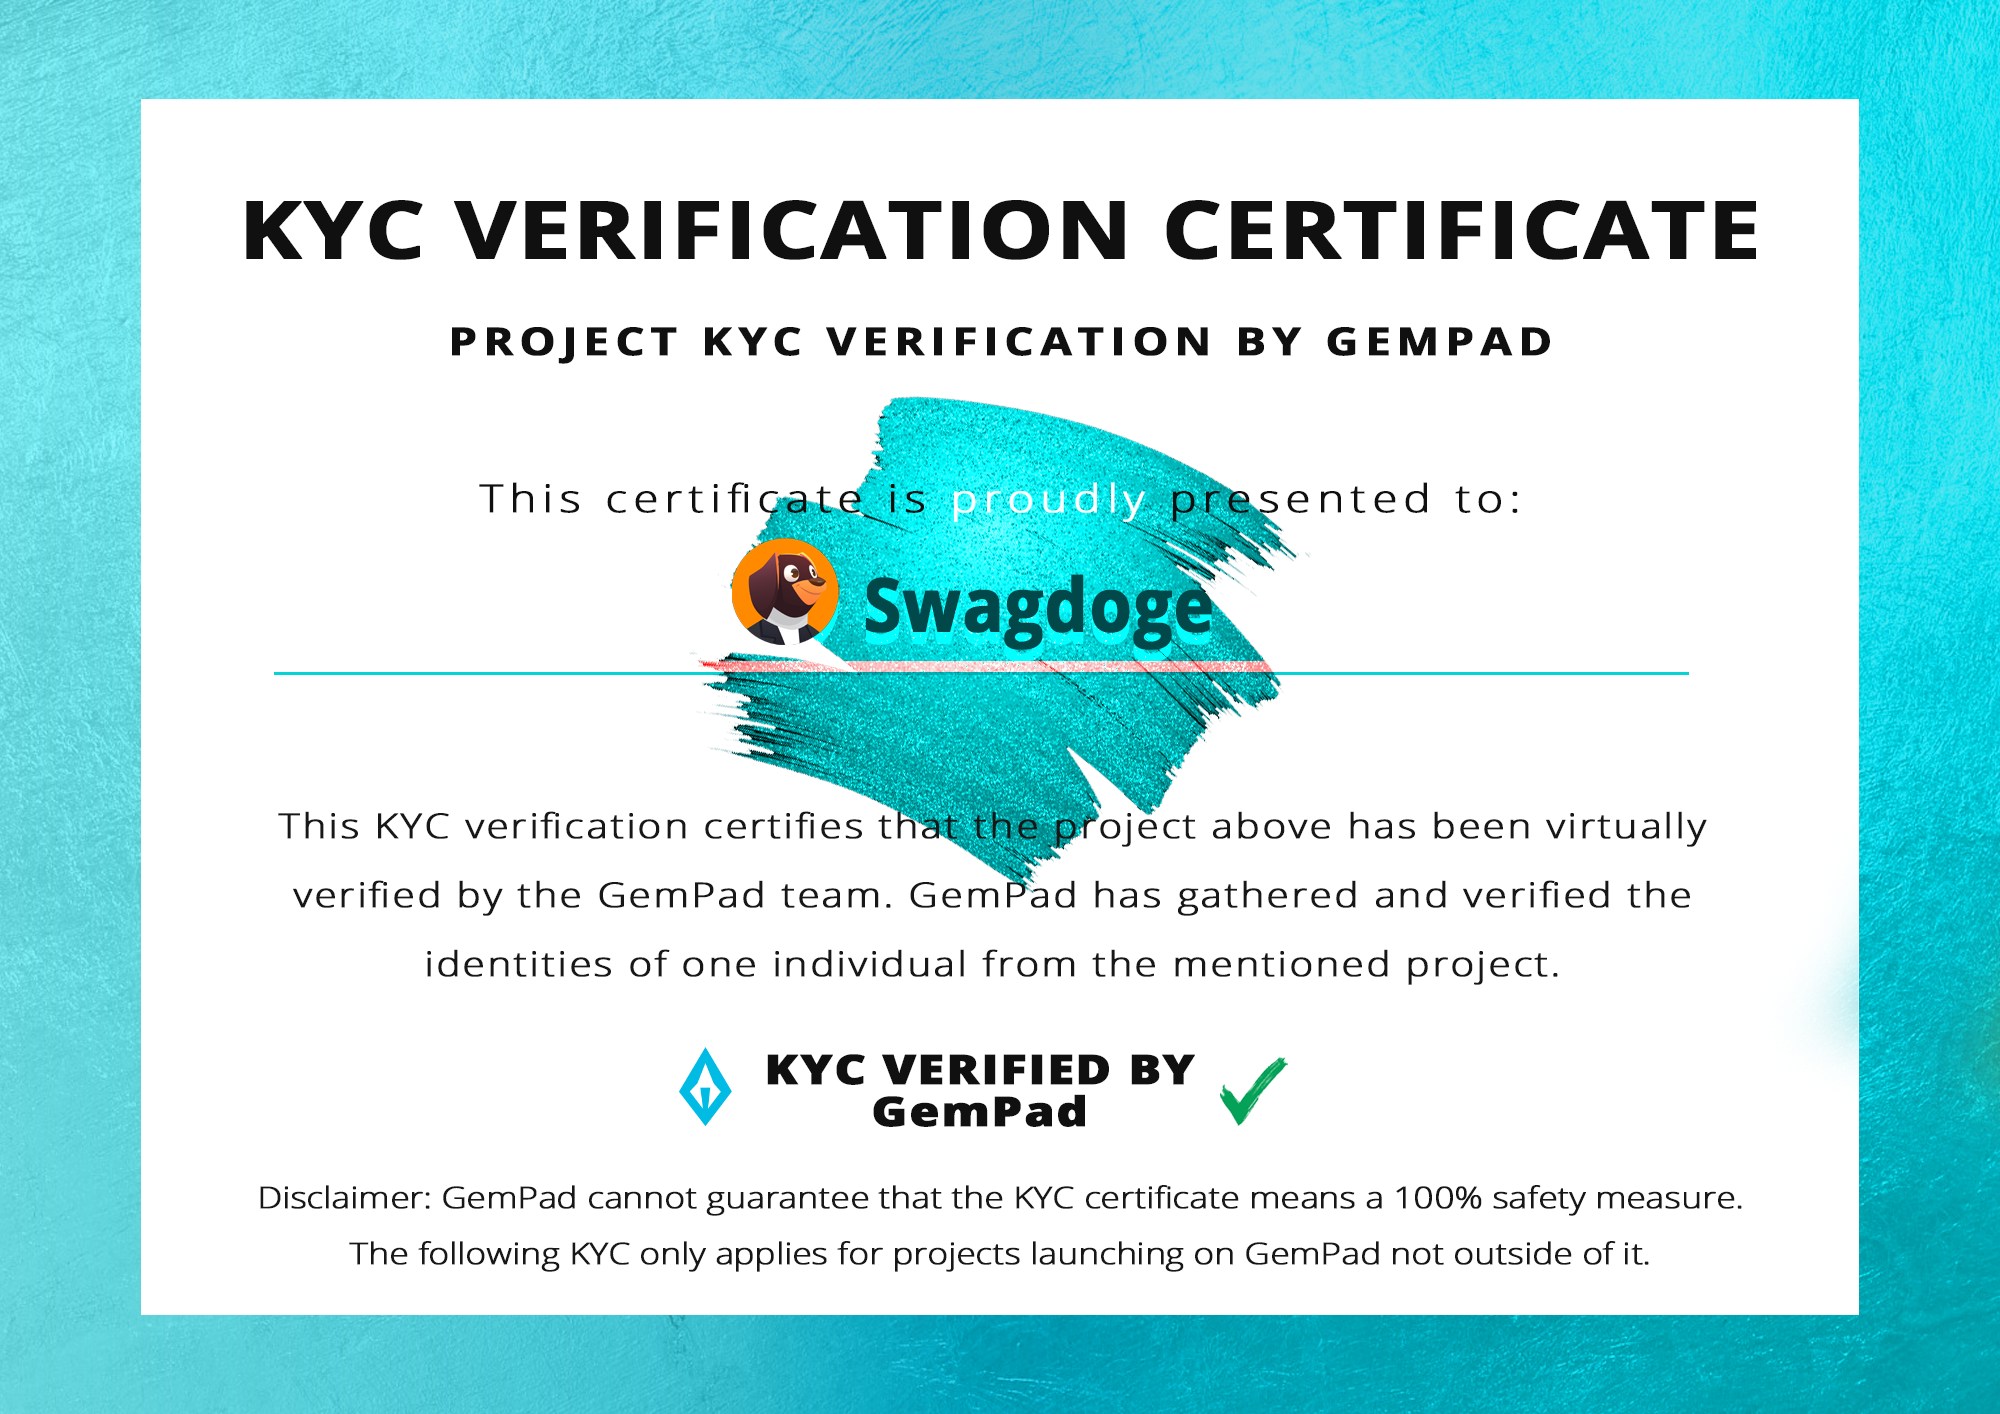 KYC VERIFICATION CERTIFICATE
PROJECT KYC VERIFICATION BY GEMPAD
This certificate is proudly presented to:
Swagdoge
This KYC verification certifies that the project above has been virtually
verified by the GemPad team. GemPad has gathered and verified the
identities of one individual from the mentioned project.
KYC VERIFIED BY
GemPad
Disclaimer: GemPad cannot guarantee that the KYC certificate means a 100% safety measure.
The following KYC only applies for projects launching on GemPad not outside of it.